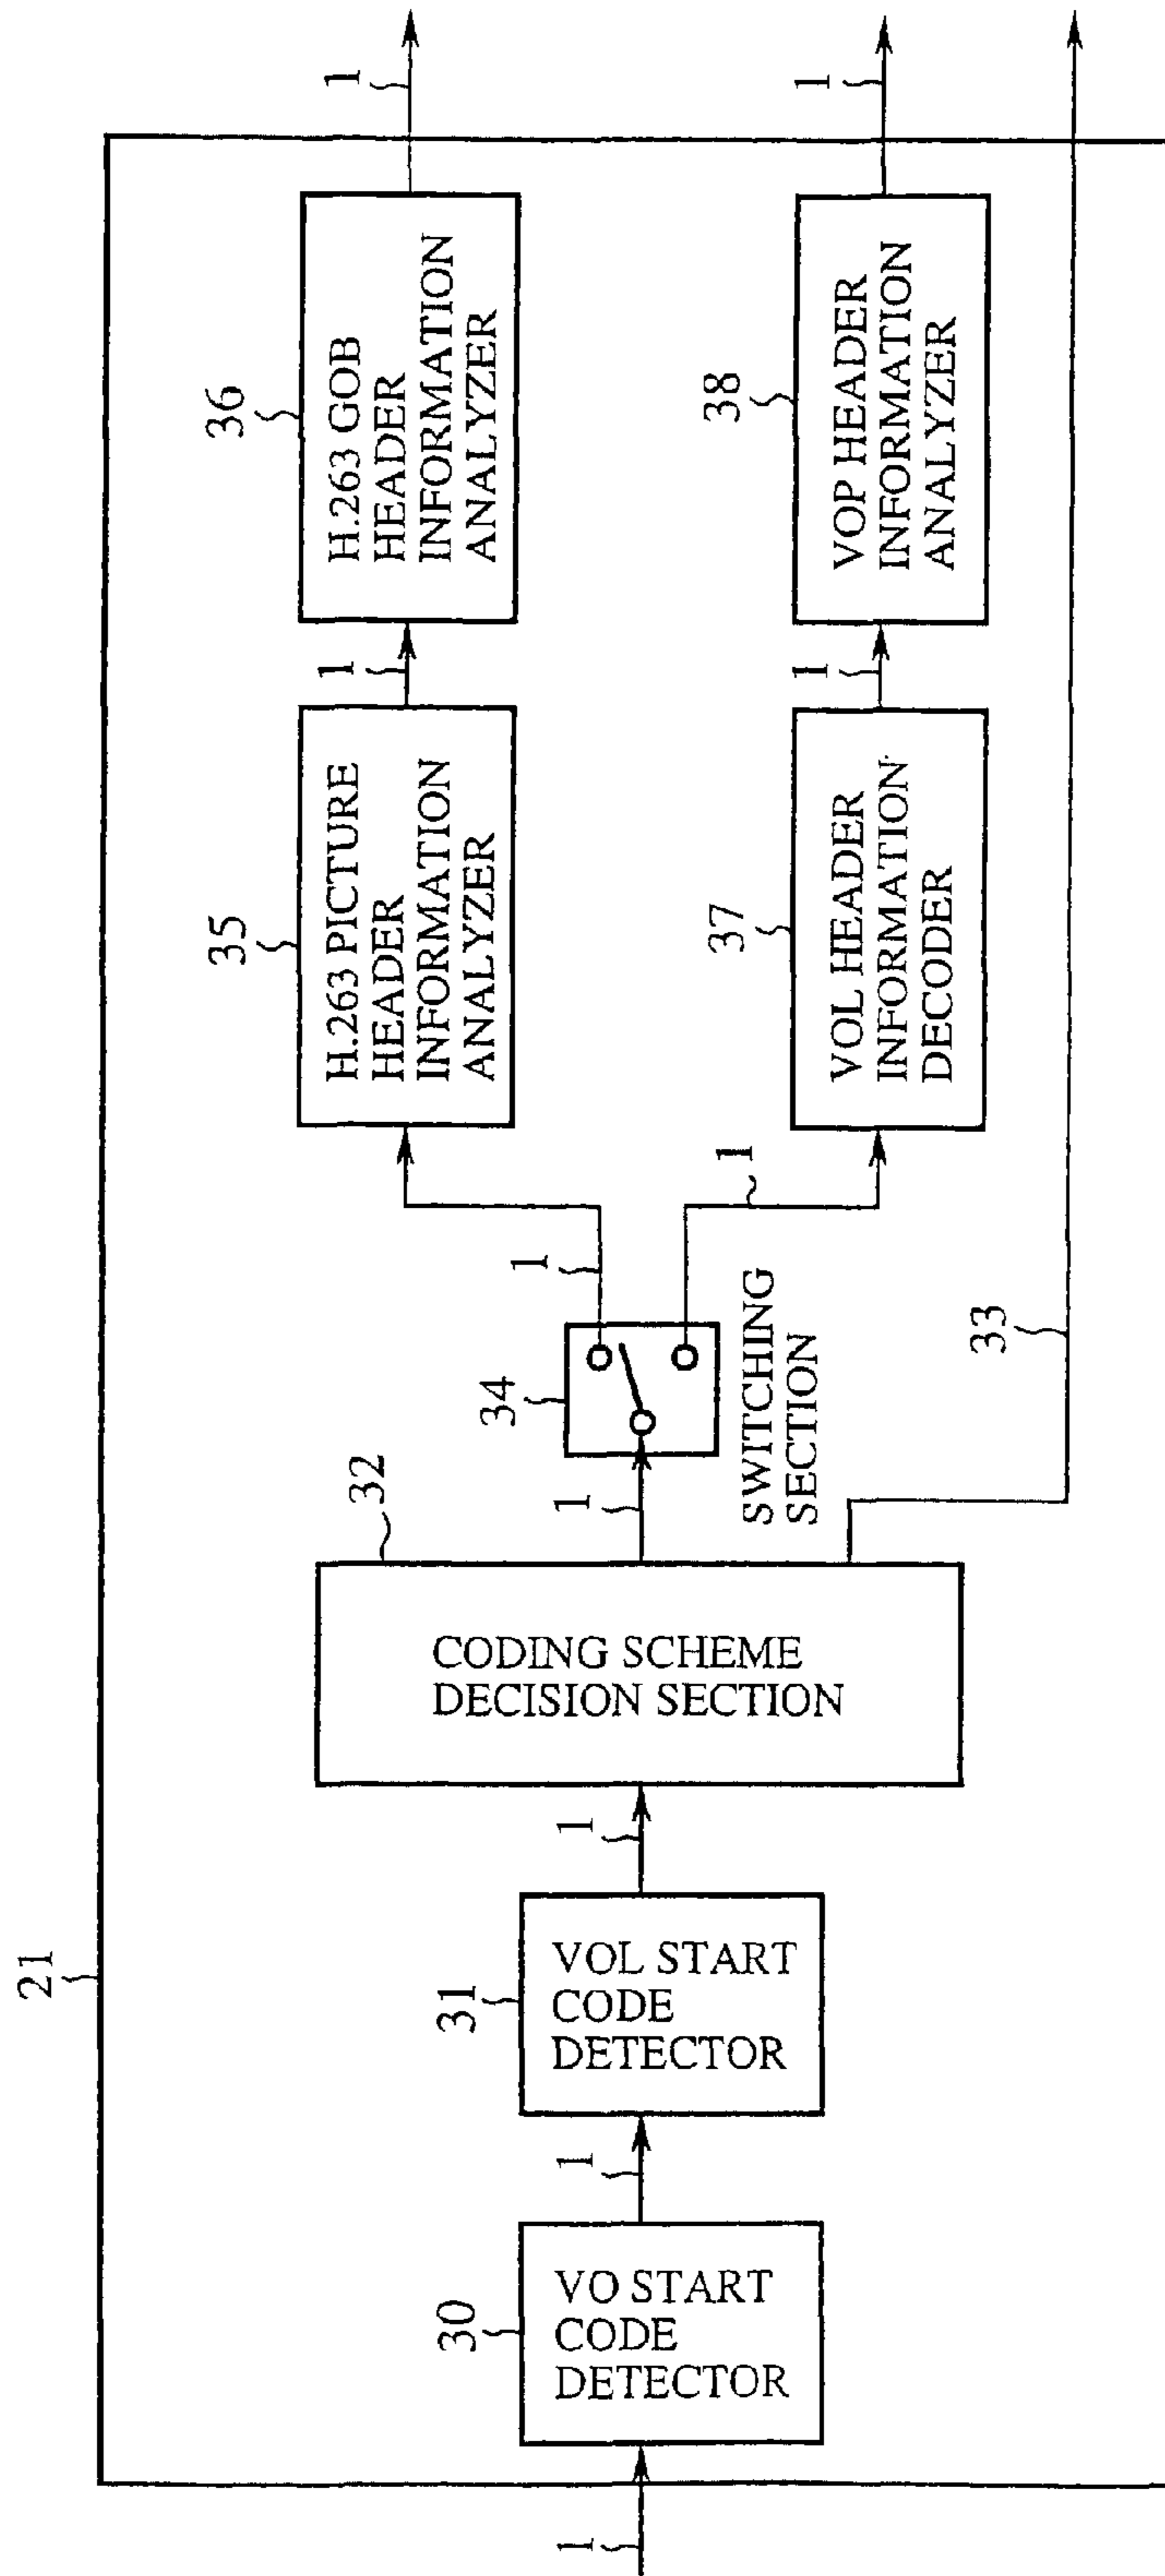 21
1
30
VO START
CODE
DETECTOR
1
31
VOL START
CODE
DETECTOR
1
32
CODING SCHEME
DECISION SECTION
1
34
SWITCHING
SECTION
1
35
H.263 PICTURE
HEADER
INFORMATION
ANALYZER
1
36
H.263 GOB
HEADER
INFORMATION
ANALYZER
1
1
37
VOL HEADER
INFORMATION
DECODER
1
38
VOP HEADER
INFORMATION
ANALYZER
1
33